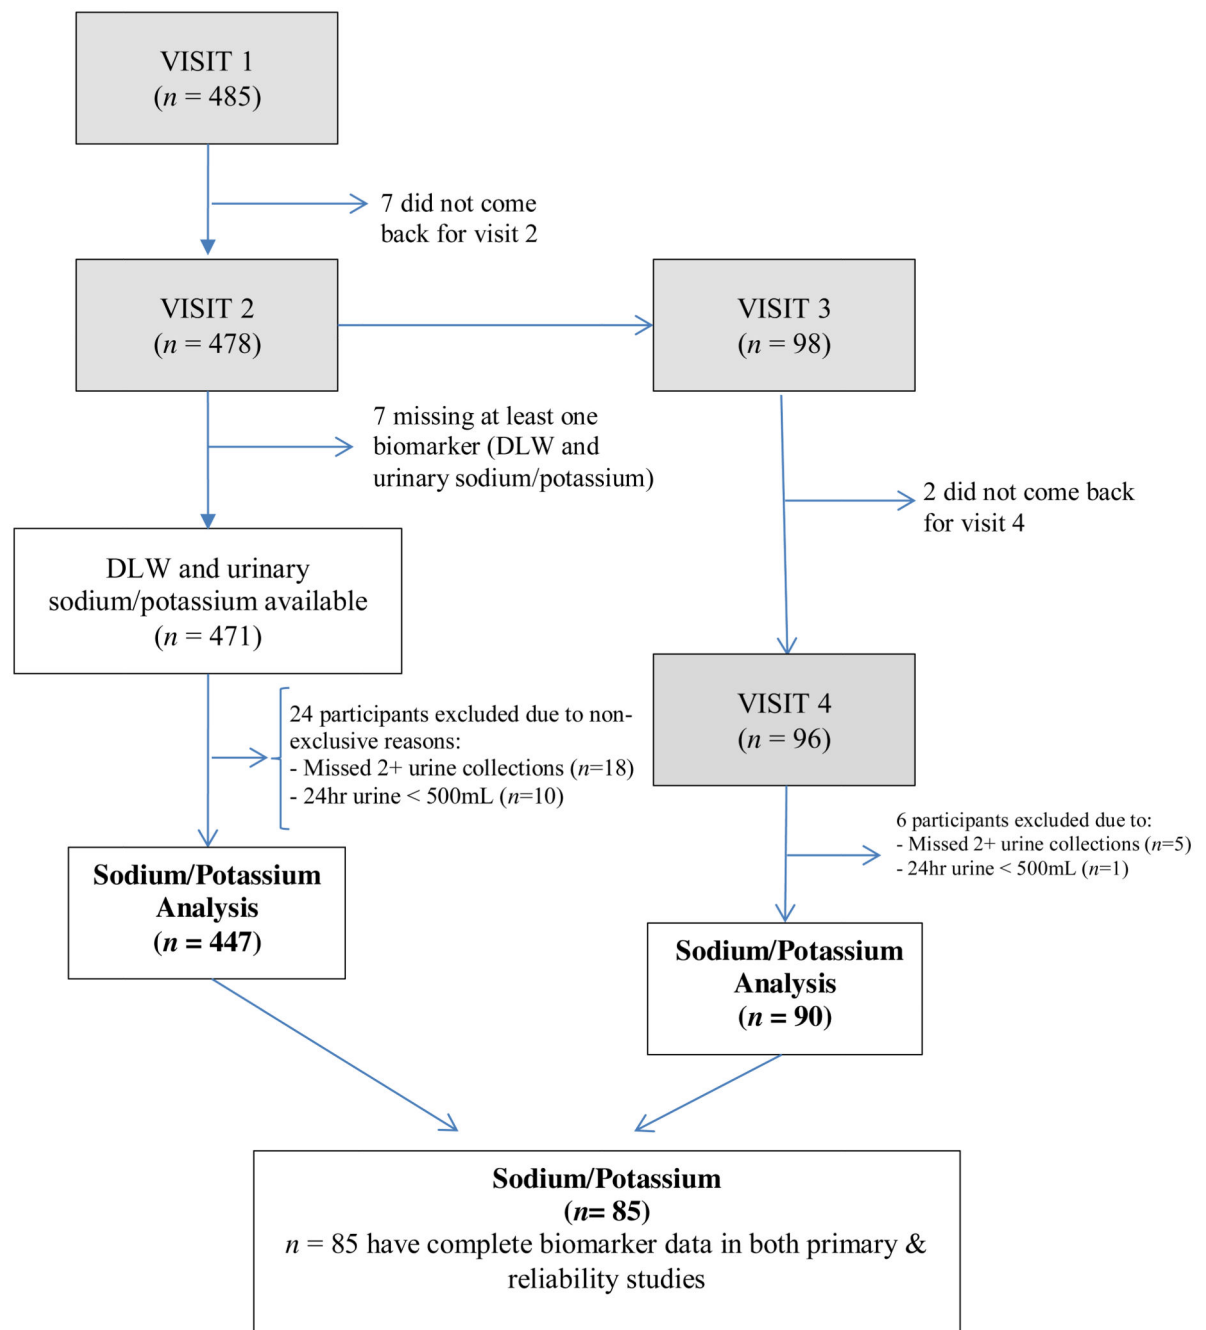 VISIT 1
(n = 485)
7 did not come
back for visit 2
VISIT 2
(n = 478)
VISIT 3
(n = 98)
7 missing at least one
biomarker (DLW and
urinary sodium/potassium)
2 did not come back
for visit 4
DLW and urinary
sodium/potassium available
(n = 471)
VISIT 4
(n = 96)
24 participants excluded due to non-
exclusive reasons:
- Missed 2+ urine collections (n=18)
- 24hr urine < 500mL (n=10)
6 participants excluded due to:
- Missed 2+ urine collections (n=5)
- 24hr urine < 500mL (n=1)
Sodium/Potassium
Analysis
(n = 447)
Sodium/Potassium
Analysis
(n = 90)
Sodium/Potassium
(n= 85)
n = 85 have complete biomarker data in both primary &
reliability studies